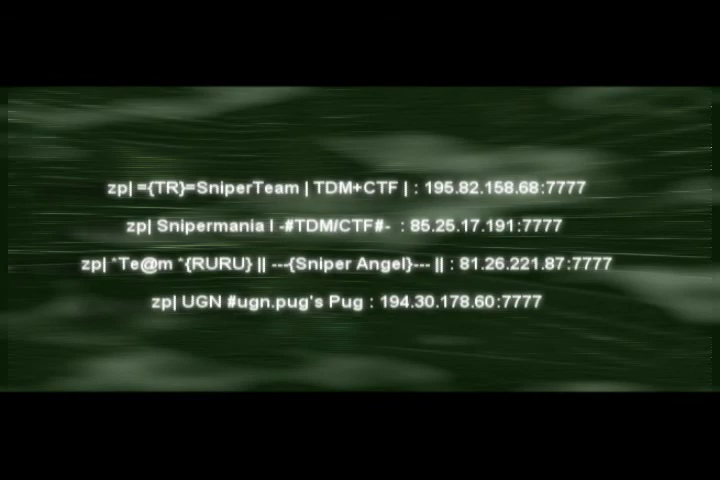 zp| ={TR}=SniperTeam | TDM+CTF | : 195.82.158.68:7777
zp| Snipermania I -#TDM/CTF#- : 85.25.17.191:7777
zp| *Te@m *{RURU} || ---{Sniper Angel}--- || : 81.26.221.87:7777
zp| UGN #ugn.pug's Pug : 194.30.178.60:7777